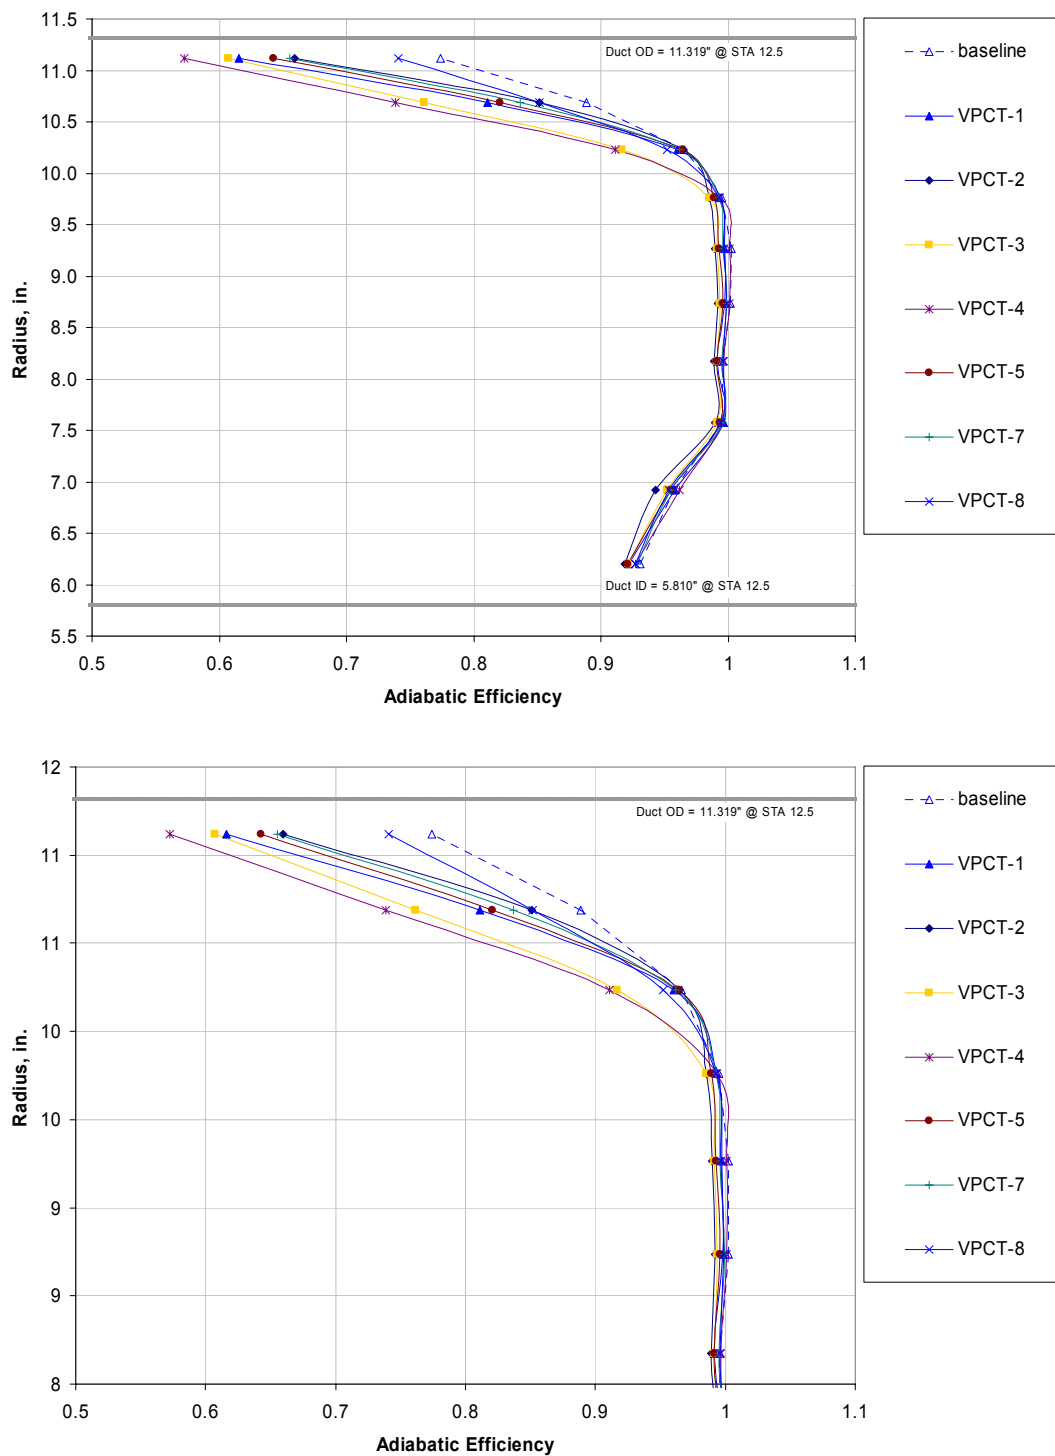 11.5
11.0
10.5
10.0
9.5
9.0
8.5
8.0
7.5
7.0
6.5
6.0
5.5
Radius, in.
Duct OD = 11.319" @ STA 12.5
Duct ID = 5.810" @ STA 12.5
0.5 0.6 0.7 0.8 0.9 1 1.1
Adiabatic Efficiency
baseline
VPCT-1
VPCT-2
VPCT-3
VPCT-4
VPCT-5
VPCT-7
VPCT-8
12
11
11
10
10
9
9
8
Radius, in.
Duct OD = 11.319" @ STA 12.5
0.5 0.6 0.7 0.8 0.9 1 1.1
Adiabatic Efficiency
baseline
VPCT-1
VPCT-2
VPCT-3
VPCT-4
VPCT-5
VPCT-7
VPCT-8